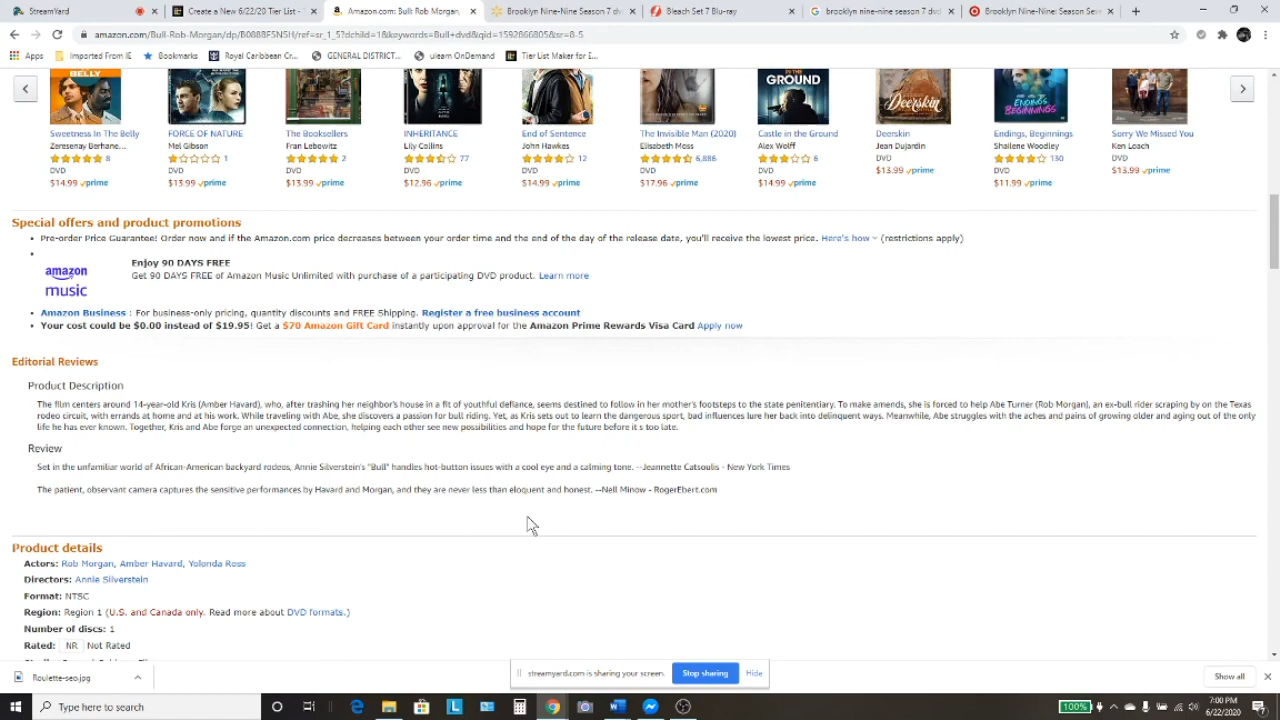 StreamYard
Create a New 6/22/20 Tier List -
Amazon.com: Bull: Rob Morgan,
Brooklyn Nine-Nine Season 7 d
Bleach Set 7 Blu-ray
brooklyn nine-nine season 7 dvd
Brooklyn Nine-Nine: Season Seve
amazon.com/Bull-Rob-Morgan/dp/B0888F5N5H/ref=sr_1_5?dchild=1&keywords=Bull+dvd&qid=1592866805&sr=8-5
Apps
Imported From IE
Bookmarks
Royal Caribbean Cr...
GENERAL DISTRICT...
ulearn OnDemand
Tier List Maker for E...
BELLY
IN THE
GROUND
Deerskin
ENDINGS
BEGINNINGS
Sweetness In The Belly
FORCE OF NATURE
The Booksellers
INHERITANCE
End of Sentence
The Invisible Man (2020)
Castle in the Ground
Deerskin
Endings, Beginnings
Sorry We Missed You
Zeresenay Berhane...
Mel Gibson
Fran Lebowitz
Lily Collins
John Hawkes
Elisabeth Moss
Alex Wolff
Jean Dujardin
Shailene Woodley
Ken Loach
8
1
2
77
12
6,886
6
DVD
130
DVD
DVD
DVD
DVD
DVD
DVD
DVD
DVD
$13.99 prime
DVD
$13.99 prime
$14.99 prime
$13.99 prime
$13.99 prime
$12.96 prime
$14.99 prime
$17.96 prime
$14.99 prime
$11.99 prime
Special offers and product promotions
• Pre-order Price Guarantee! Order now and if the Amazon.com price decreases between your order time and the end of the day of the release date, you'll receive the lowest price. Here's how (restrictions apply)
amazon
music
Enjoy 90 DAYS FREE
Get 90 DAYS FREE of Amazon Music Unlimited with purchase of a participating DVD product. Learn more
• Amazon Business : For business-only pricing, quantity discounts and FREE Shipping. Register a free business account
• Your cost could be $0.00 instead of $19.95! Get a $70 Amazon Gift Card instantly upon approval for the Amazon Prime Rewards Visa Card Apply now
Editorial Reviews
Product Description
The film centers around 14-year-old Kris (Amber Havard), who, after trashing her neighbor's house in a fit of youthful defiance, seems destined to follow in her mother's footsteps to the state penitentiary. To make amends, she is forced to help Abe Turner (Rob Morgan), an ex-bull rider scraping by on the Texas
rodeo circuit, with errands at home and at his work. While traveling with Abe, she discovers a passion for bull riding. Yet, as Kris sets out to learn the dangerous sport, bad influences lure her back into delinquent ways. Meanwhile, Abe struggles with the aches and pains of growing older and aging out of the only
life he has ever known. Together, Kris and Abe forge an unexpected connection, helping each other see new possibilities and hope for the future before it s too late.
Review
Set in the unfamiliar world of African-American backyard rodeos, Annie Silverstein's "Bull" handles hot-button issues with a cool eye and a calming tone. --Jeannette Catsoulis - New York Times
The patient, observant camera captures the sensitive performances by Havard and Morgan, and they are never less than eloquent and honest. --Nell Minow - RogerEbert.com
Product details
Actors: Rob Morgan, Amber Havard, Yolonda Ross
Directors: Annie Silverstein
Format: NTSC
Region: Region 1 (U.S. and Canada only. Read more about DVD formats.)
Number of discs: 1
Rated: NR Not Rated
Roulette-seo.jpg
streamyard.com is sharing your screen.
Stop sharing
Hide
Show all
Type here to search
100%
7:00 PM
6/22/2020